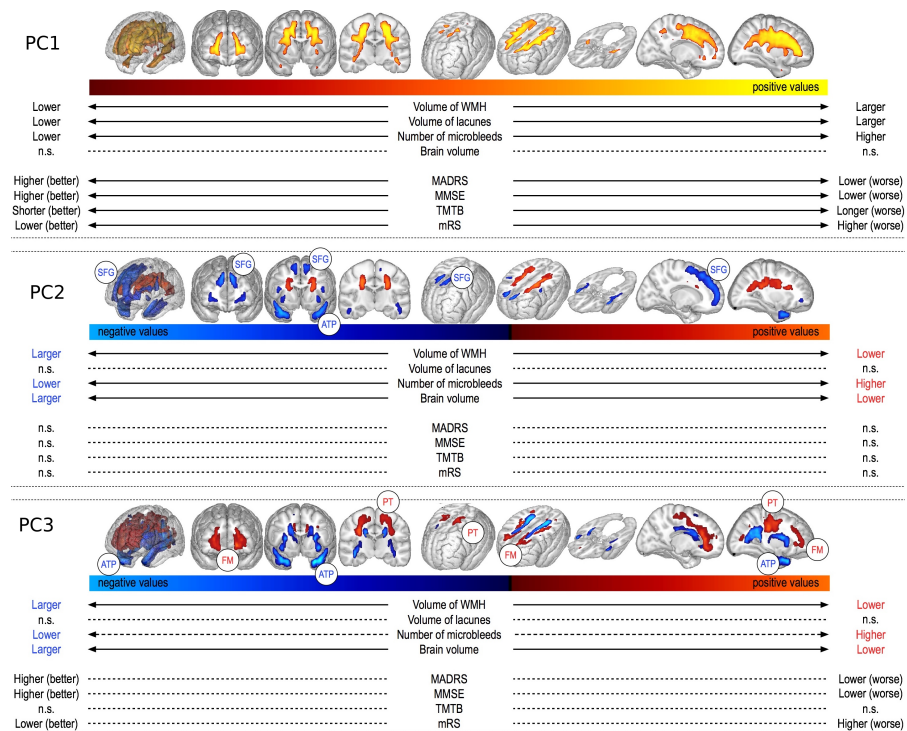 PC1
positive values
Lower Volume of WMH Larger
Lower Volume of lacunes Larger
Lower Number of microbleeds Higher
n.s. Brain volume n.s.
Higher (better) MADRS Lower (worse)
Higher (better) MMSE Lower (worse)
Shorter (better) TMTB Longer (worse)
Lower (better) mRS Higher (worse)
SFG SFG SFG SFG SFG
PC2
ATP
negative values positive values
Larger Volume of WMH Lower
n.s. Volume of lacunes n.s.
Lower Number of microbleeds Higher
Larger Brain volume Lower
n.s. MADRS n.s.
n.s. MMSE n.s.
n.s. TMTB n.s.
n.s. mRS n.s.
PT PT
PC3
PT
FM FM FM
ATP ATP ATP
negative values positive values
Larger Volume of WMH Lower
n.s. Volume of lacunes n.s.
Lower Number of microbleeds Higher
Larger Brain volume Lower
Higher (better) MADRS Lower (worse)
Higher (better) MMSE Lower (worse)
n.s. TMTB n.s.
Lower (better) mRS Higher (worse)